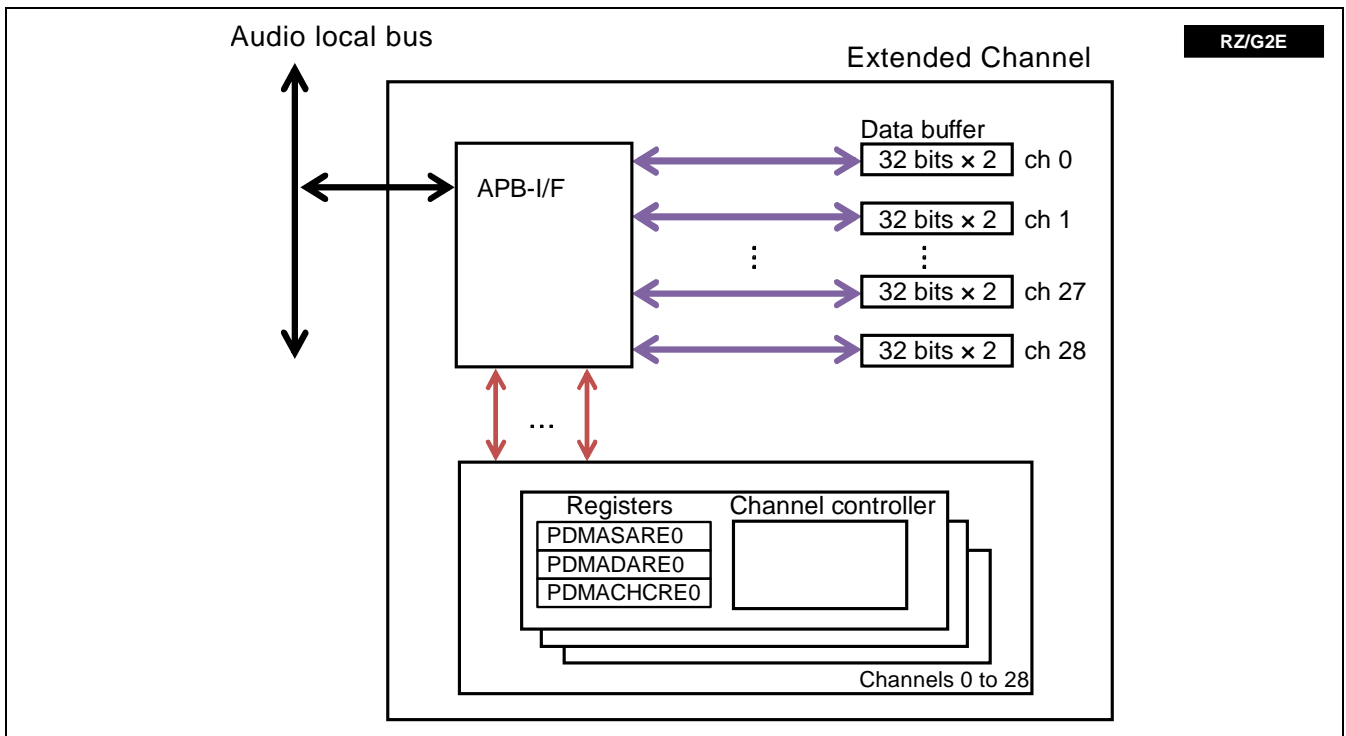 Audio local bus
RZ/G2E
Extended Channel
Data buffer
APB-I/F
32 bits × 2 ch 0
32 bits × 2 ch 1
⋮ ⋮
32 bits × 2 ch 27
32 bits × 2 ch 28
...
Registers Channel controller
PDMASARE0
PDMADARE0
PDMACHCRE0
Channels 0 to 28